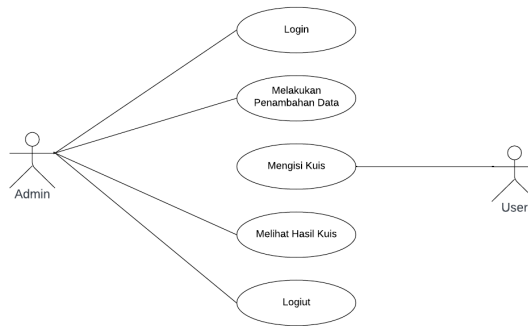 Login
Melakukan
Penambahan Data
Mengisi Kuis
Admin
User
Melihat Hasil Kuis
Logiut